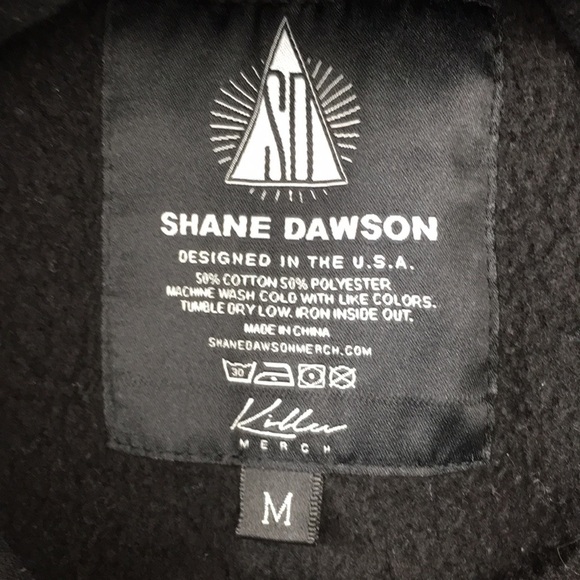 SD
SHANE DAWSON
DESIGNED IN THE U.S.A.
50% COTTON 50% POLYESTER
MACHINE WASH COLD WITH LIKE COLORS.
TUMBLE DRY LOW. IRON INSIDE OUT.
MADE IN CHINA
SHANEDAWSONMERCH.COM
30
Killer
MERCH
M